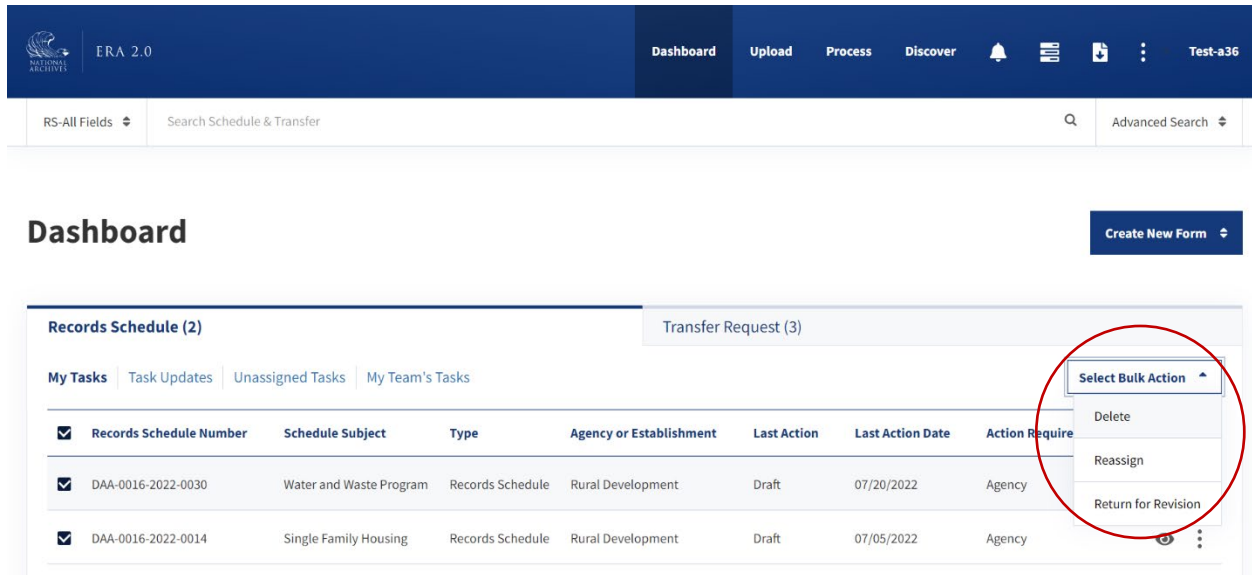 NATIONAL
ARCHIVES
ERA 2.0
Dashboard Upload Process Discover Test-a36
RS-All Fields Search Schedule & Transfer Advanced Search
Dashboard
Create New Form
Records Schedule (2) Transfer Request (3)
My Tasks Task Updates Unassigned Tasks My Team's Tasks Select Bulk Action
Delete
Records Schedule Number Schedule Subject Type Agency or Establishment Last Action Last Action Date Action Require
Reassign
DAA-0016-2022-0030 Water and Waste Program Records Schedule Rural Development Draft 07/20/2022 Agency
Return for Revision
DAA-0016-2022-0014 Single Family Housing Records Schedule Rural Development Draft 07/05/2022 Agency